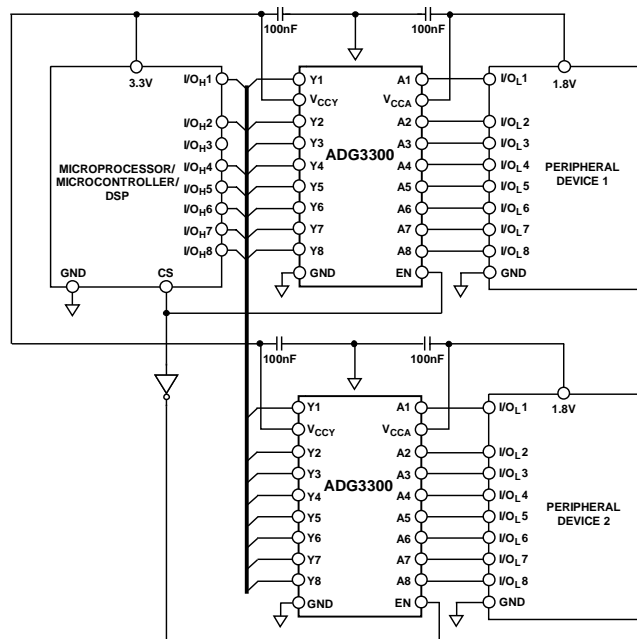 100nF 100nF
3.3V
1.8V
MICROPROCESSOR/
MICROCONTROLLER/
DSP
I/OH1
I/OH2
I/OH3
I/OH4
I/OH5
I/OH6
I/OH7
I/OH8
GND
CS
Y1
VCCY
Y2
Y3
Y4
Y5
Y6
Y7
Y8
GND
ADG3300
A1
VCCA
A2
A3
A4
A5
A6
A7
A8
EN
I/OL1
I/OL2
I/OL3
I/OL4
I/OL5
I/OL6
I/OL7
I/OL8
GND
PERIPHERAL
DEVICE 1
100nF 100nF
1.8V
Y1
VCCY
Y2
Y3
Y4
Y5
Y6
Y7
Y8
GND
ADG3300
A1
VCCA
A2
A3
A4
A5
A6
A7
A8
EN
I/OL1
I/OL2
I/OL3
I/OL4
I/OL5
I/OL6
I/OL7
I/OL8
GND
PERIPHERAL
DEVICE 2